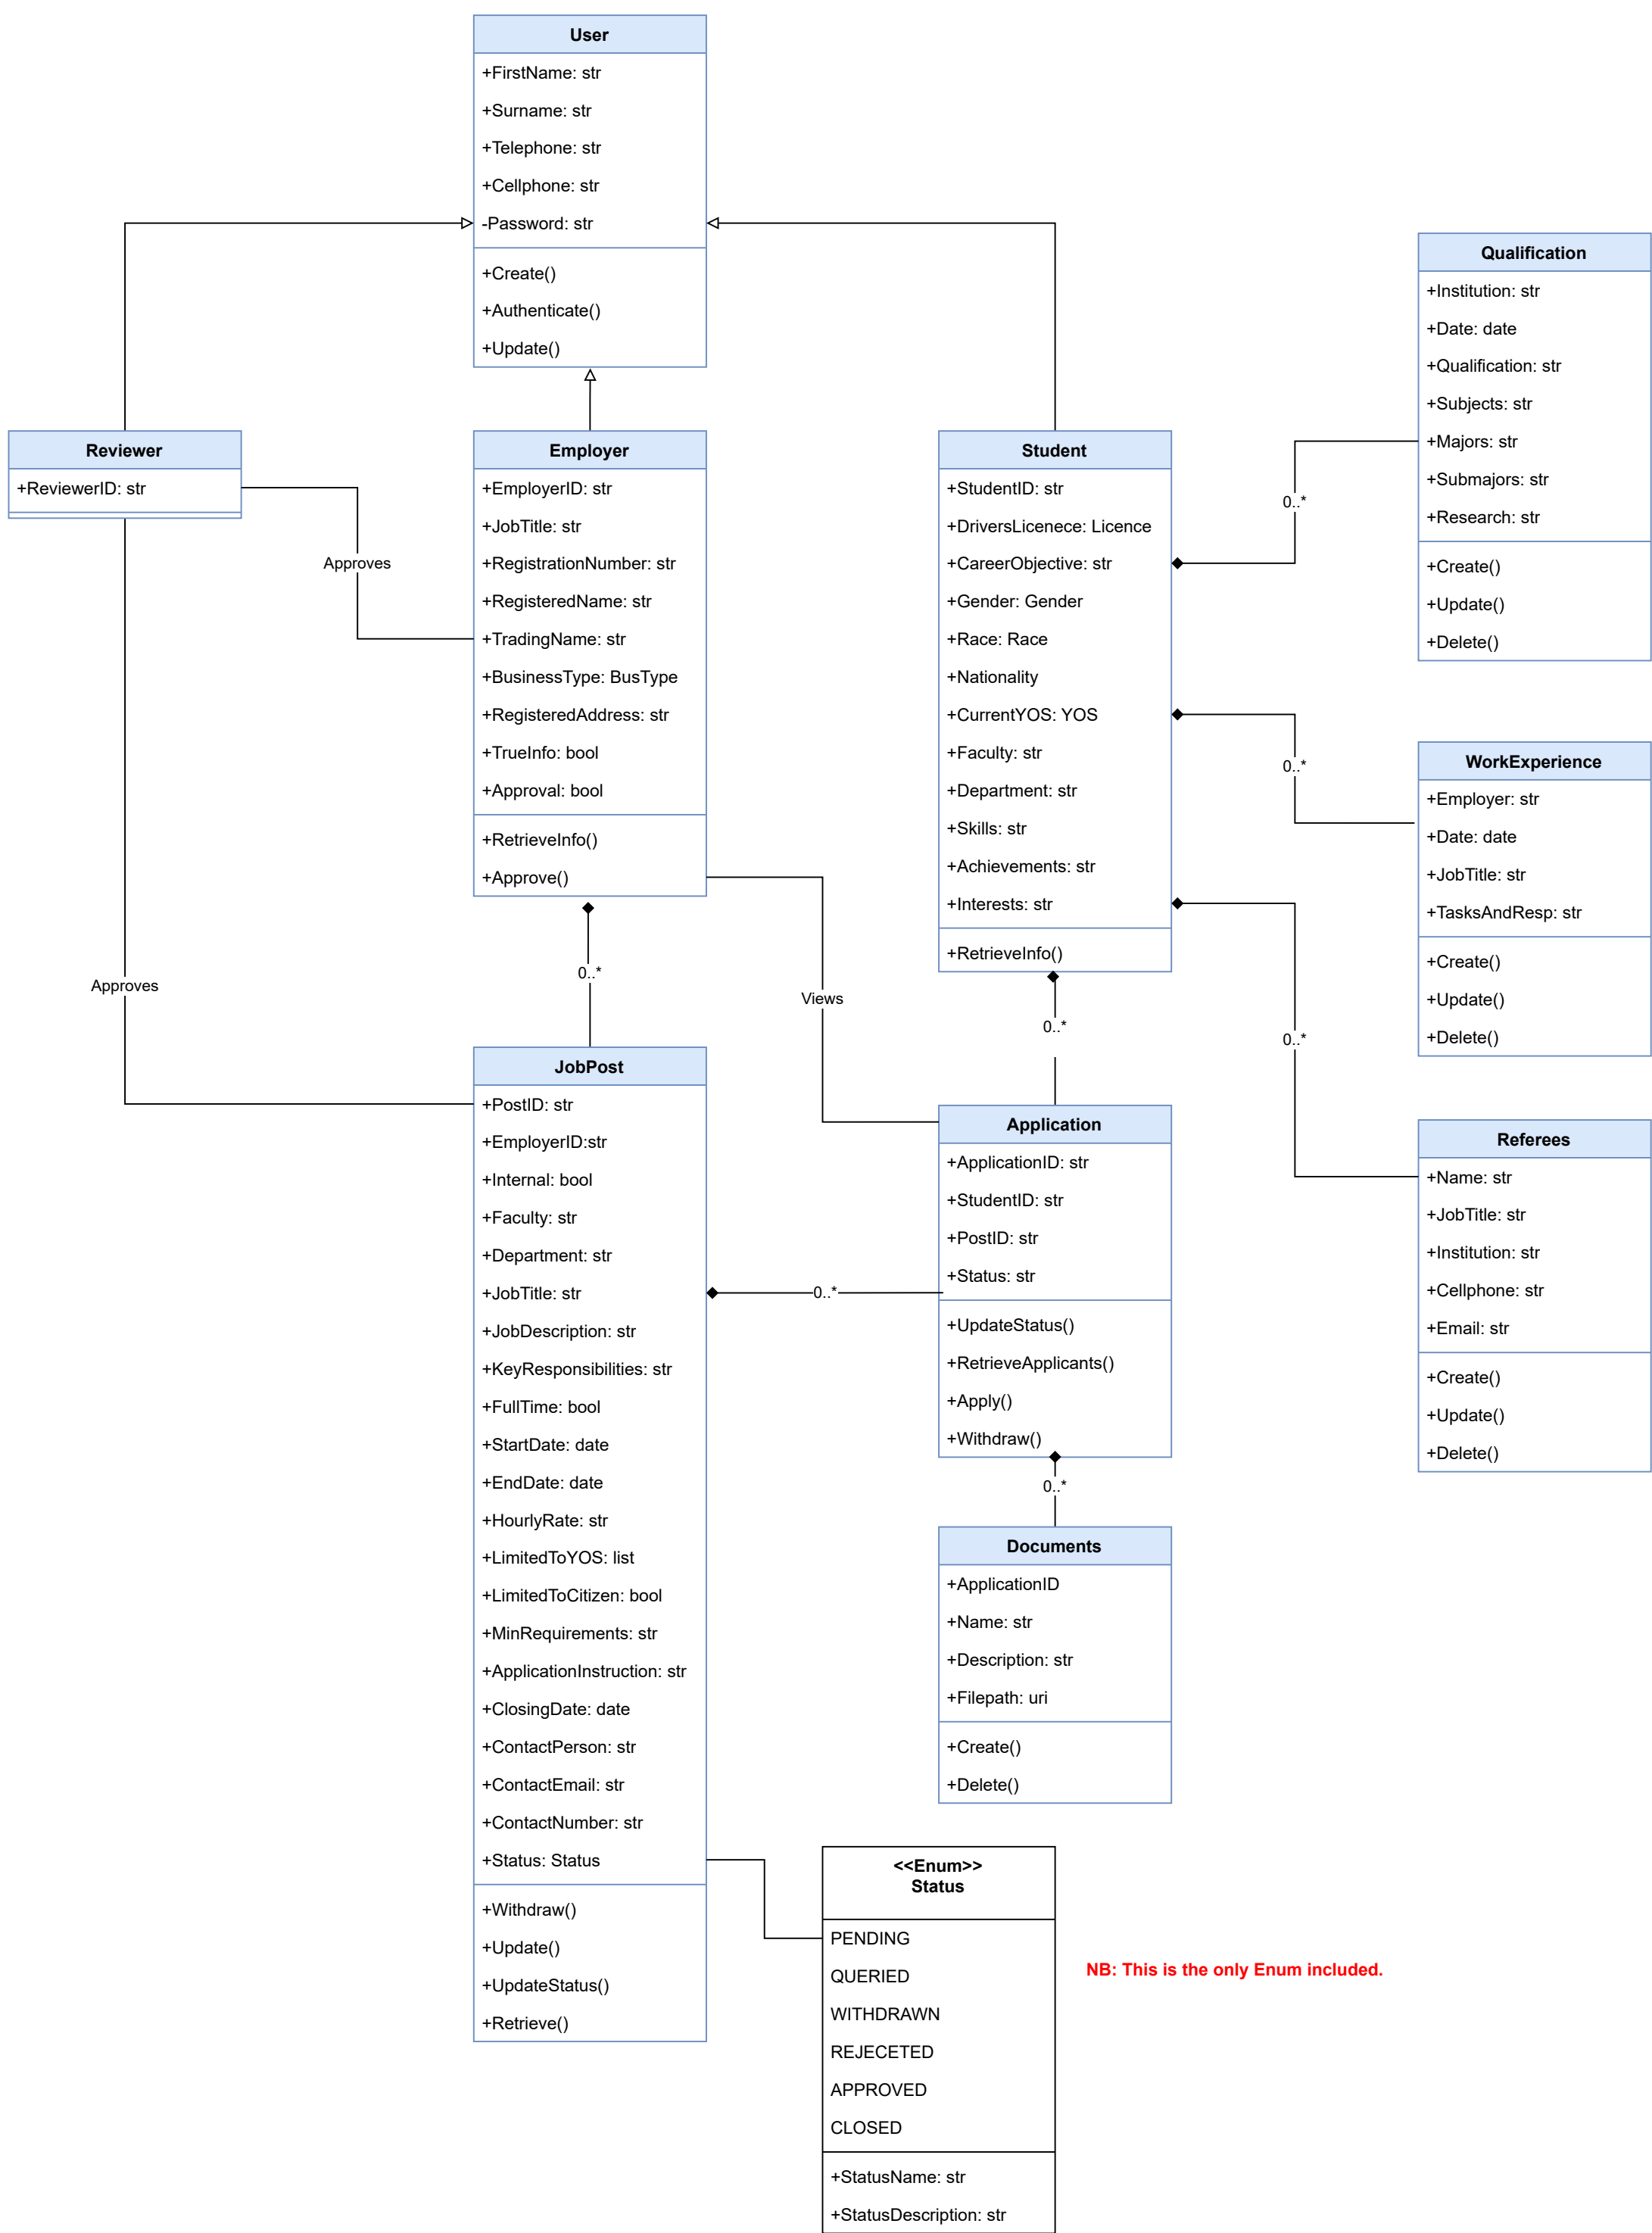 User
+FirstName: str
+Surname: str
+Telephone: str
+Cellphone: str
-Password: str
+Create()
+Authenticate()
+Update()
Reviewer
+ReviewerID: str
Approves
Approves
Employer
+EmployerID: str
+JobTitle: str
+RegistrationNumber: str
+RegisteredName: str
+TradingName: str
+BusinessType: BusType
+RegisteredAddress: str
+TrueInfo: bool
+Approval: bool
+RetrieveInfo()
+Approve()
0..*
Views
Student
+StudentID: str
+DriversLicenece: Licence
+CareerObjective: str
+Gender: Gender
+Race: Race
+Nationality
+CurrentYOS: YOS
+Faculty: str
+Department: str
+Skills: str
+Achievements: str
+Interests: str
+RetrieveInfo()
0..*
0..*
0..*
0..*
Qualification
+Institution: str
+Date: date
+Qualification: str
+Subjects: str
+Majors: str
+Submajors: str
+Research: str
+Create()
+Update()
+Delete()
WorkExperience
+Employer: str
+Date: date
+JobTitle: str
+TasksAndResp: str
+Create()
+Update()
+Delete()
Referees
+Name: str
+JobTitle: str
+Institution: str
+Cellphone: str
+Email: str
+Create()
+Update()
+Delete()
JobPost
+PostID: str
+EmployerID:str
+Internal: bool
+Faculty: str
+Department: str
+JobTitle: str
+JobDescription: str
+KeyResponsibilities: str
+FullTime: bool
+StartDate: date
+EndDate: date
+HourlyRate: str
+LimitedToYOS: list
+LimitedToCitizen: bool
+MinRequirements: str
+ApplicationInstruction: str
+ClosingDate: date
+ContactPerson: str
+ContactEmail: str
+ContactNumber: str
+Status: Status
+Withdraw()
+Update()
+UpdateStatus()
+Retrieve()
0..*
Application
+ApplicationID: str
+StudentID: str
+PostID: str
+Status: str
+UpdateStatus()
+RetrieveApplicants()
+Apply()
+Withdraw()
0..*
Documents
+ApplicationID
+Name: str
+Description: str
+Filepath: uri
+Create()
+Delete()
<<Enum>>
Status
PENDING
QUERIED
WITHDRAWN
REJECETED
APPROVED
CLOSED
+StatusName: str
+StatusDescription: str
NB: This is the only Enum included.